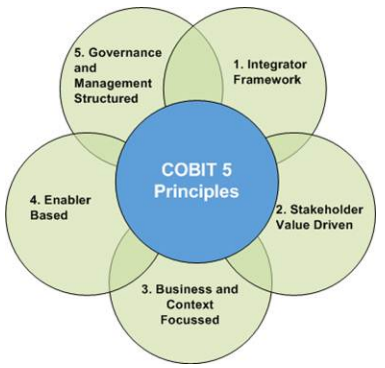 5. Governance
and
Management
Structured
1. Integrator
Framework
COBIT 5
Principles
4. Enabler
Based
2. Stakeholder
Value Driven
3. Business and
Context
Focussed